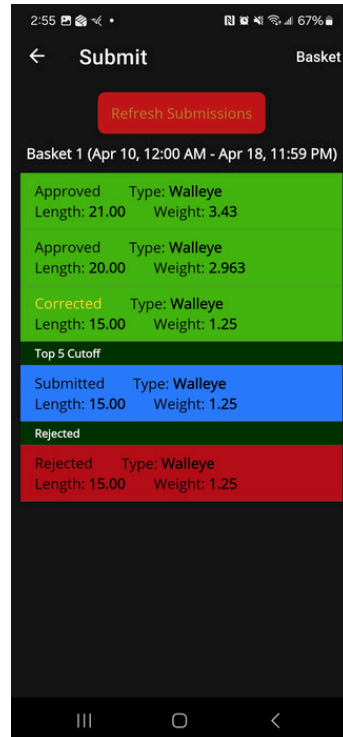 2:55 67%
Submit Basket
Refresh Submissions
Basket 1 (Apr 10, 12:00 AM - Apr 18, 11:59 PM)
Approved Type: Walleye
Length: 21.00 Weight: 3.43
Approved Type: Walleye
Length: 20.00 Weight: 2.963
Corrected Type: Walleye
Length: 15.00 Weight: 1.25
Top 5 Cutoff
Submitted Type: Walleye
Length: 15.00 Weight: 1.25
Rejected
Rejected Type: Walleye
Length: 15.00 Weight: 1.25